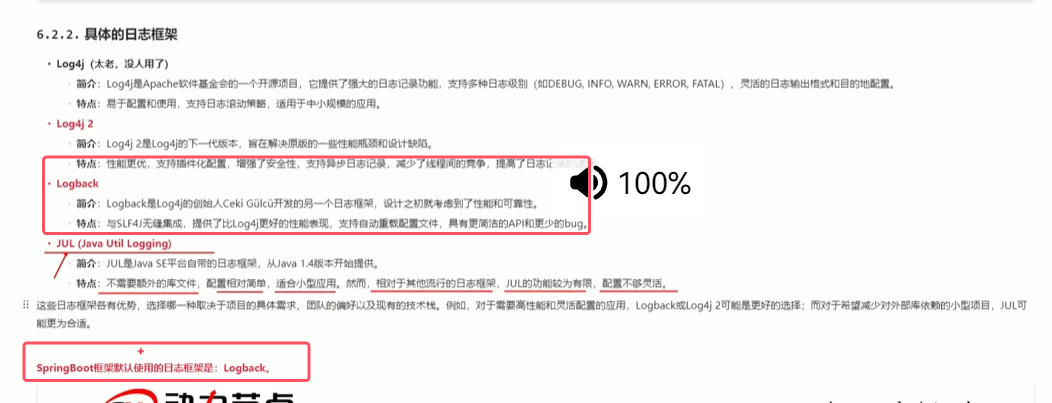 6.2.2. 具体的日志框架
• Log4j (太老，没人用了)
简介：Log4j是Apache软件基金会的一个开源项目，它提供了强大的日志记录功能，支持多种日志级别（如DEBUG, INFO, WARN, ERROR, FATAL）、灵活的日志输出格式和目的地配置。
特点：易于配置和使用，支持日志滚动策略，适用于中小规模的应用。
• Log4j 2
简介：Log4j 2是Log4j的下一代版本，旨在解决原版的一些性能瓶颈和设计缺陷。
特点：性能更优，支持插件化配置，增强了安全性，支持异步日志记录，减少了线程间的竞争，提高了日志记录的
• Logback
100%
简介：Logback是Log4j的创始人Ceki Gülcü开发的另一个日志框架，设计之初就考虑到了性能和可靠性。
特点：与SLF4J无缝集成，提供了比Log4j更好的性能表现，支持自动重载配置文件，具有更简洁的API和更少的bug。
• JUL (Java Util Logging)
简介：JUL是Java SE平台自带的日志框架，从Java 1.4版本开始提供。
特点：不需要额外的库文件，配置相对简单，适合小型应用。然而，相对于其他流行的日志框架，JUL的功能较为有限，配置不够灵活。
这些日志框架各有优势，选择哪一种取决于项目的具体需求、团队的偏好以及现有的技术栈。例如，对于需要高性能和灵活配置的应用，Logback或Log4j 2可能是更好的选择；而对于希望减少对外部库依赖的小型项目，JUL可
能更为合适。
+
SpringBoot框架默认使用的日志框架是：Logback。
动力节点